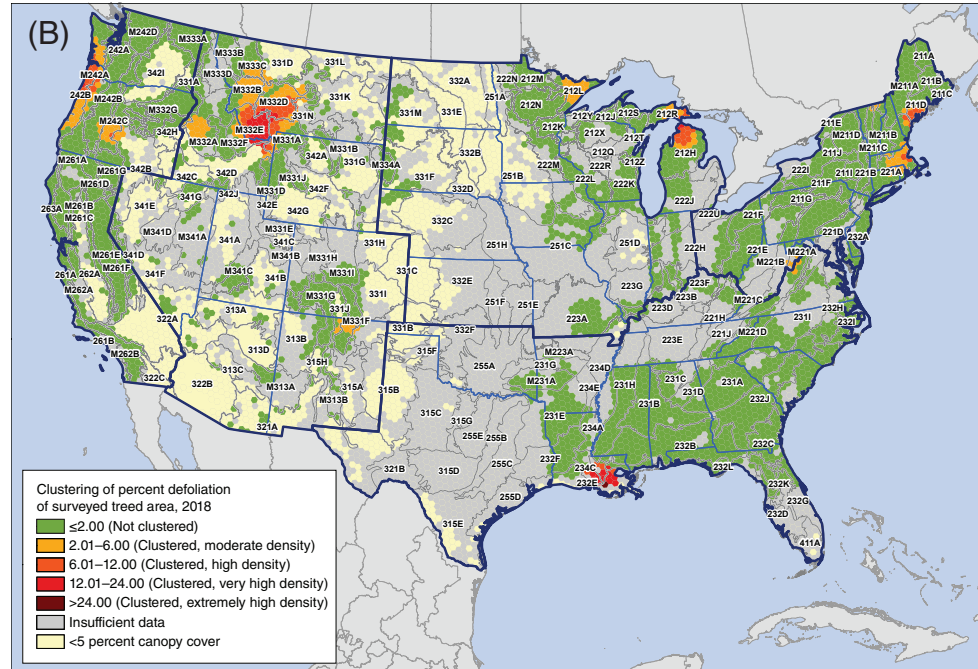 (B)
M242D
M333A
242A
M333B
331D
331L
332A
222N
212M
212L
211A
M333C
M333D
342I
331A
M332B
331K
251A
212N
212Y
212J
212S
212R
M211A
211B
211C
M242A
M332D
331M
331E
211D
242B
M242B
M332G
331N
212K
212X
212T
211E
M211B
M211D
M242C
M332E
212Q
212H
M211C
342H
M332A
M332F
M331A
M331B
M334A
332B
222M
222R
212Z
211J
M261A
342A
331G
222L
222K
222I
211I
221B
221A
M261G
342B
342C
342D
M331D
M331J
342F
331F
332D
251B
222J
211F
M261D
341G
342J
342E
342G
222U
211G
263A
M261B
341E
332C
221F
221D
M261C
M341D
M341A
341A
M331E
341C
331H
251H
251C
251D
222H
232A
M261E
341D
M341B
M331H
221E
M221A
261A
262A
M261F
341F
M341C
341B
M331I
331C
332E
M221B
M262A
M331G
331I
251F
251E
223G
223F
M221C
232H
322A
313A
331J
223D
223B
221H
231I
232I
261B
M331F
331B
332F
223A
221J
M221D
M262B
313D
313B
315H
315F
M223A
223E
322C
313C
322B
255A
231G
234D
231C
231A
M313A
315A
315B
M231A
234E
231H
231D
M313B
315C
315G
231E
231B
232J
321A
255E
255B
234A
232B
232C
321B
315D
255C
232F
234C
232L
232E
255D
232K
232G
315E
232D
411A
Clustering of percent defoliation
of surveyed treed area, 2018
≤2.00 (Not clustered)
2.01–6.00 (Clustered, moderate density)
6.01–12.00 (Clustered, high density)
12.01–24.00 (Clustered, very high density)
>24.00 (Clustered, extremely high density)
Insufficient data
<5 percent canopy cover